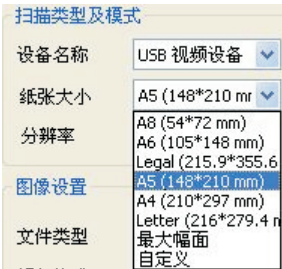 扫描类型及模式
设备名称 USB 视频设备
纸张大小 A5 (148*210 mr
分辨率
A8 (54*72 mm)
A6 (105*148 mm)
Legal (215.9*355.6
A5 (148*210 mm)
A4 (210*297 mm)
Letter (216*279.4 n
最大幅面
自定义
图像设置
文件类型